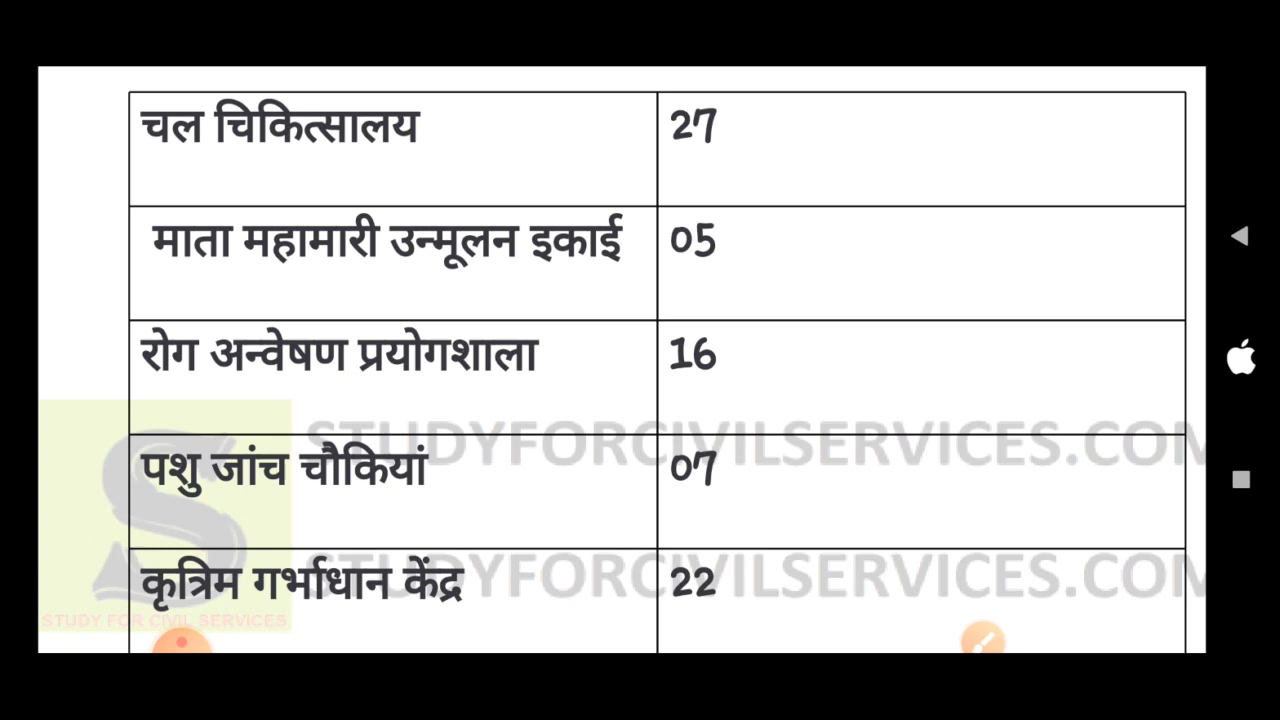 चल चिकित्सालय 27
माता महामारी उन्मूलन इकाई 05
रोग अन्वेषण प्रयोगशाला 16
STUDYFORCIVILSERVICES.COM
पशु जांच चौकियां 07
STUDYFORCIVILSERVICES.COM
कृत्रिम गर्भाधान केंद्र 22
STUDY FOR CIVIL SERVICES